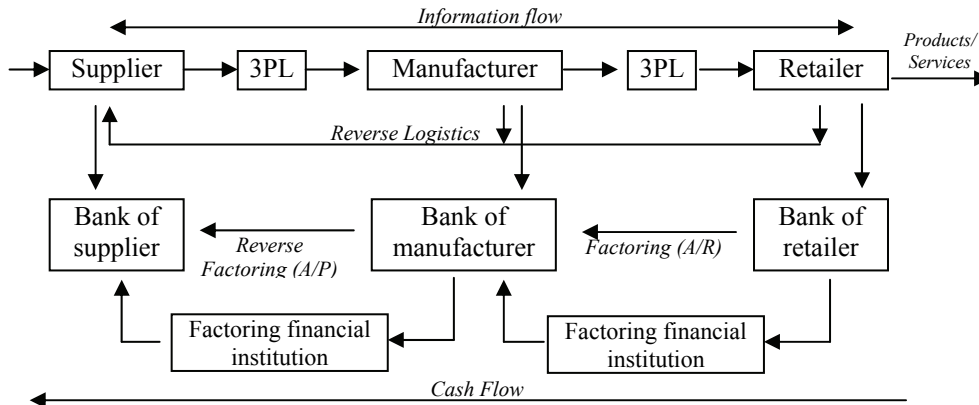 Information flow
Products/
Services
Supplier
3PL
Manufacturer
3PL
Retailer
Reverse Logistics
Bank of
supplier
Reverse
Factoring (A/P)
Bank of
manufacturer
Factoring (A/R)
Bank of
retailer
Factoring financial
institution
Factoring financial
institution
Cash Flow